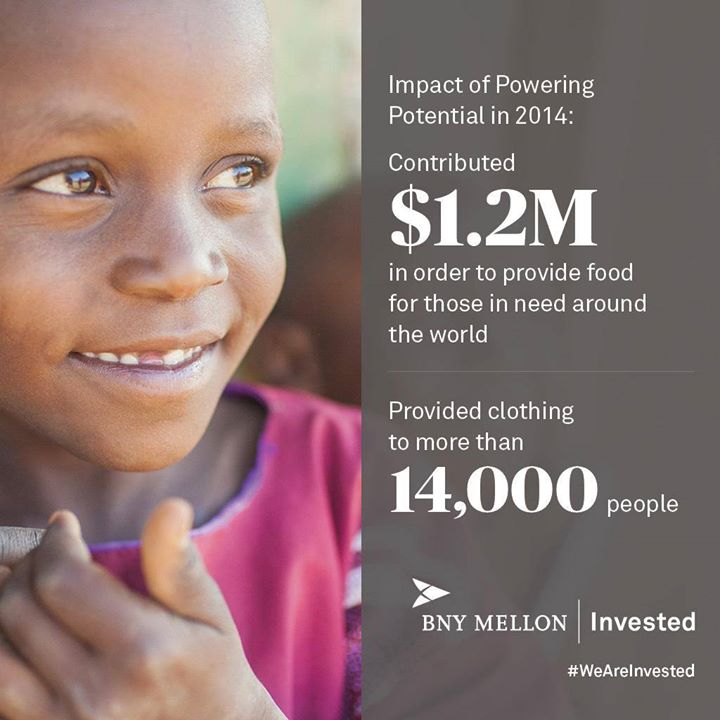 Impact of Powering
Potential in 2014:
Contributed
$1.2M
in order to provide food
for those in need around
the world
Provided clothing
to more than
14,000 people
BNY MELLON | Invested
#WeAreInvested